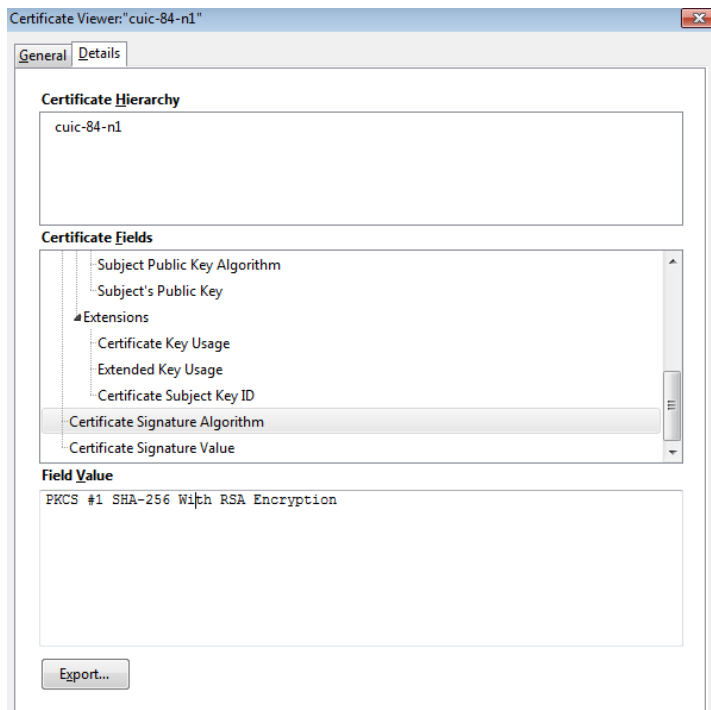 Certificate Viewer:"cuic-84-n1"
General Details
Certificate Hierarchy
cuic-84-n1
Certificate Fields
Subject Public Key Algorithm
Subject's Public Key
Extensions
Certificate Key Usage
Extended Key Usage
Certificate Subject Key ID
Certificate Signature Algorithm
Certificate Signature Value
Field Value
PKCS #1 SHA-256 With RSA Encryption
Export...